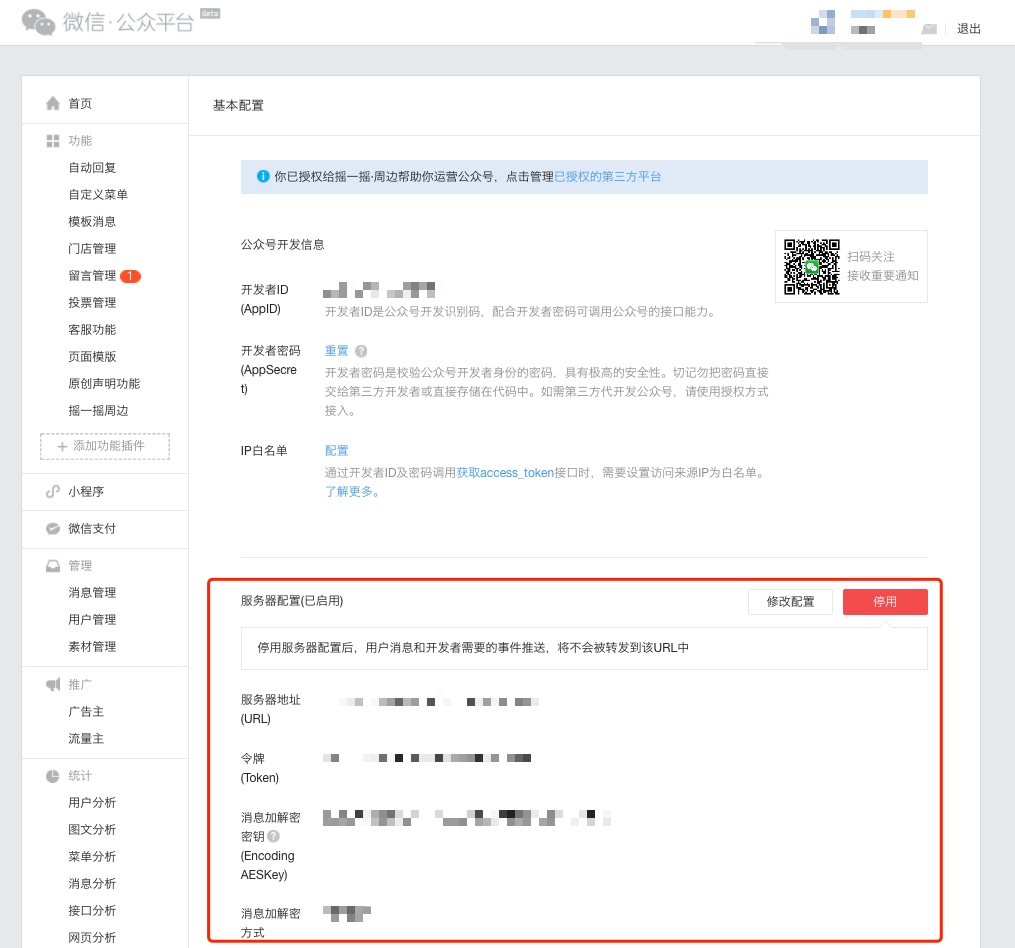 微信·公众平台 Beta
退出
首页
功能
自动回复
自定义菜单
模板消息
门店管理
留言管理 1
投票管理
客服功能
页面模版
原创声明功能
摇一摇周边
+ 添加功能插件
小程序
微信支付
管理
消息管理
用户管理
素材管理
推广
广告主
流量主
统计
用户分析
图文分析
菜单分析
消息分析
接口分析
网页分析
基本配置
你已授权给摇一摇·周边帮助你运营公众号，点击管理已授权的第三方平台
公众号开发信息
扫码关注
接收重要通知
开发者ID
(AppID)
开发者ID是公众号开发识别码，配合开发者密码可调用公众号的接口能力。
开发者密码
(AppSecre
t)
重置 ?
开发者密码是校验公众号开发者身份的密码，具有极高的安全性。切记勿把密码直接
交给第三方开发者或直接存储在代码中。如需第三方代开发公众号，请使用授权方式
接入。
IP白名单
配置
通过开发者ID及密码调用获取access_token接口时，需要设置访问来源IP为白名单。
了解更多。
服务器配置(已启用)
修改配置
停用
停用服务器配置后，用户消息和开发者需要的事件推送，将不会被转发到该URL中
服务器地址
(URL)
令牌
(Token)
消息加解密
密钥 ?
(Encoding
AESKey)
消息加解密
方式